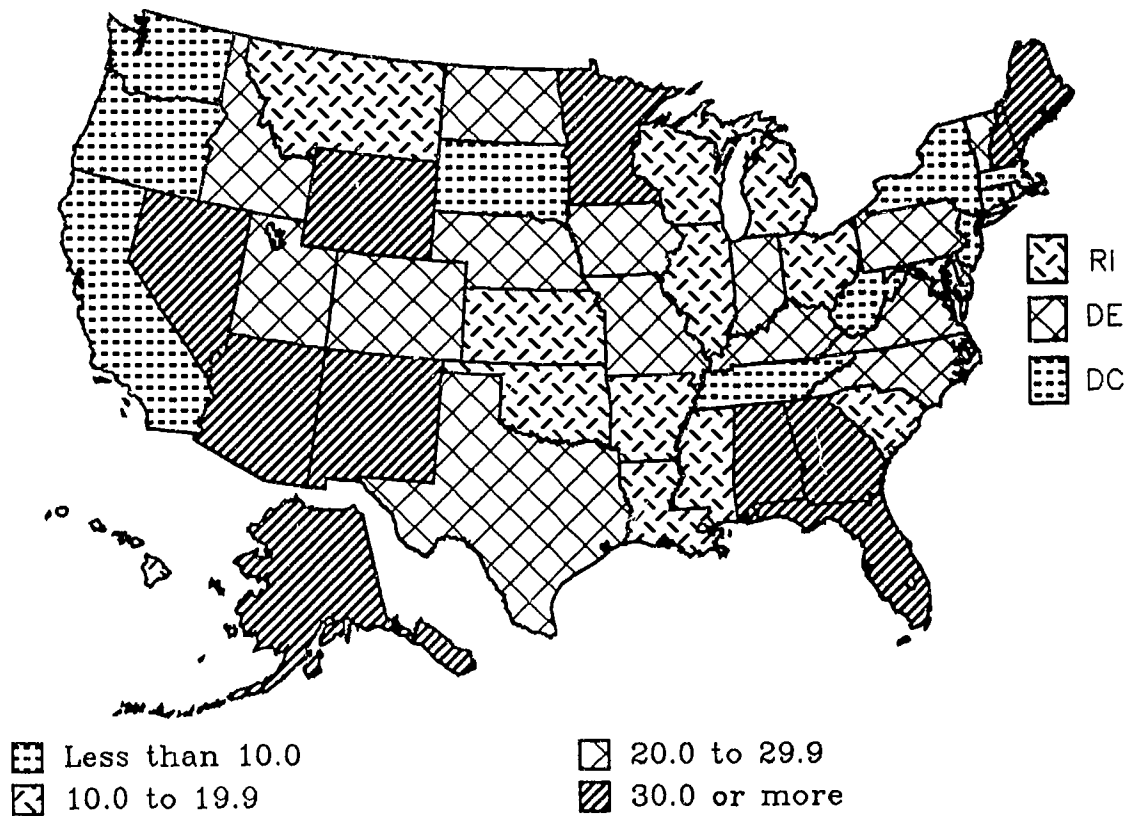 RI
DE
DC
Less than 10.0
10.0 to 19.9
20.0 to 29.9
30.0 or more